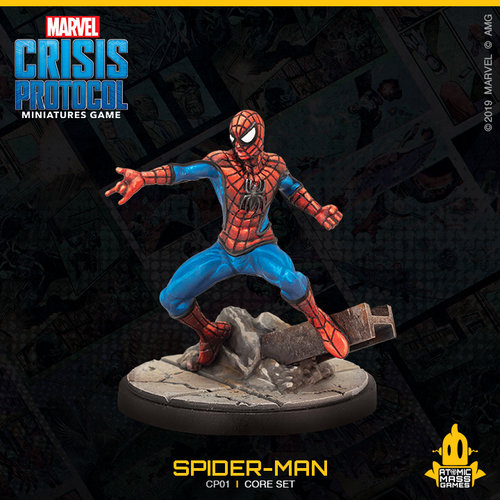 MARVEL
CRISIS
PROTOCOL
MINIATURES GAME
©2019 MARVEL © AMG
SPIDER-MAN
CP01 | CORE SET
ATOMIC
MASS
GAMES